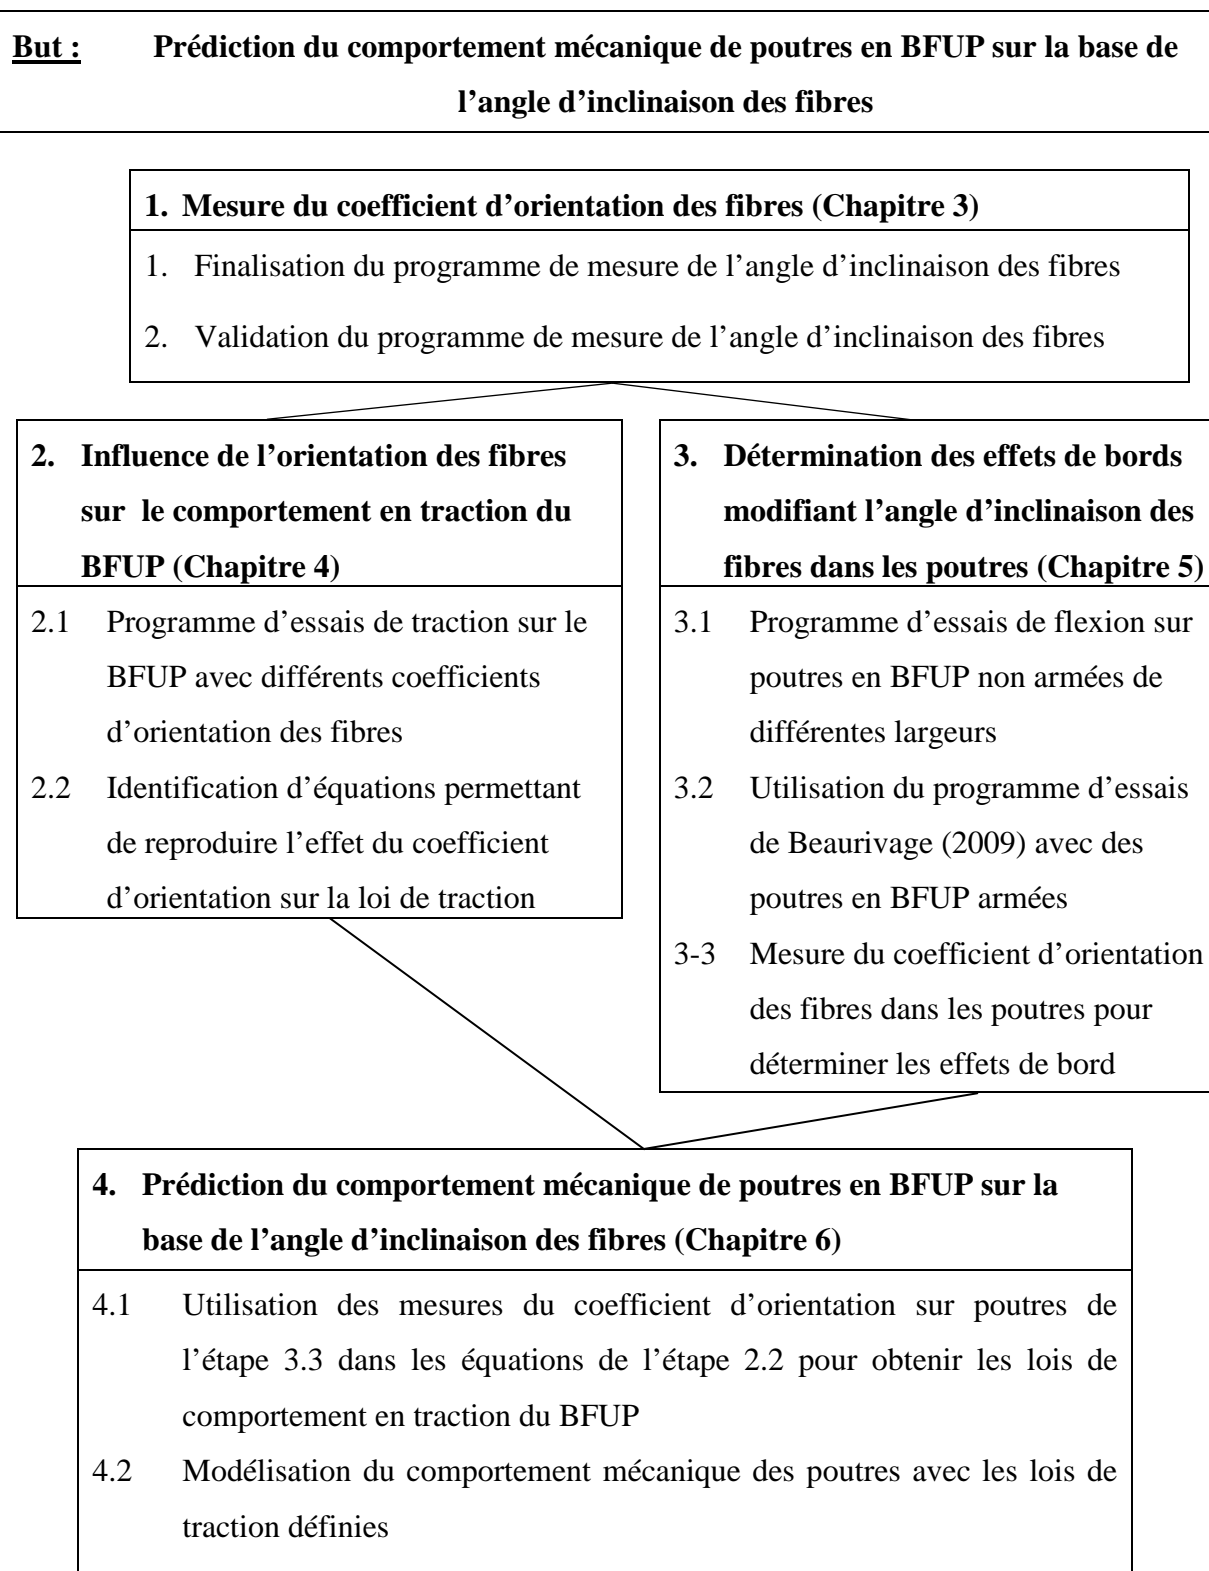 But : Prédiction du comportement mécanique de poutres en BFUP sur la base de
l’angle d’inclinaison des fibres
1. Mesure du coefficient d’orientation des fibres (Chapitre 3)
1. Finalisation du programme de mesure de l’angle d’inclinaison des fibres
2. Validation du programme de mesure de l’angle d’inclinaison des fibres
2. Influence de l’orientation des fibres
sur le comportement en traction du
BFUP (Chapitre 4)
2.1 Programme d’essais de traction sur le
BFUP avec différents coefficients
d’orientation des fibres
2.2 Identification d’équations permettant
de reproduire l’effet du coefficient
d’orientation sur la loi de traction
3. Détermination des effets de bords
modifiant l’angle d’inclinaison des
fibres dans les poutres (Chapitre 5)
3.1 Programme d’essais de flexion sur
poutres en BFUP non armées de
différentes largeurs
3.2 Utilisation du programme d’essais
de Beaurivage (2009) avec des
poutres en BFUP armées
3-3 Mesure du coefficient d’orientation
des fibres dans les poutres pour
déterminer les effets de bord
4. Prédiction du comportement mécanique de poutres en BFUP sur la
base de l’angle d’inclinaison des fibres (Chapitre 6)
4.1 Utilisation des mesures du coefficient d’orientation sur poutres de
l’étape 3.3 dans les équations de l’étape 2.2 pour obtenir les lois de
comportement en traction du BFUP
4.2 Modélisation du comportement mécanique des poutres avec les lois de
traction définies